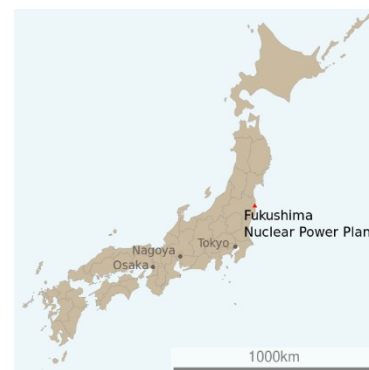 Fukushima
Nuclear Power Plan
Tokyo
Nagoya
Osaka
1000km